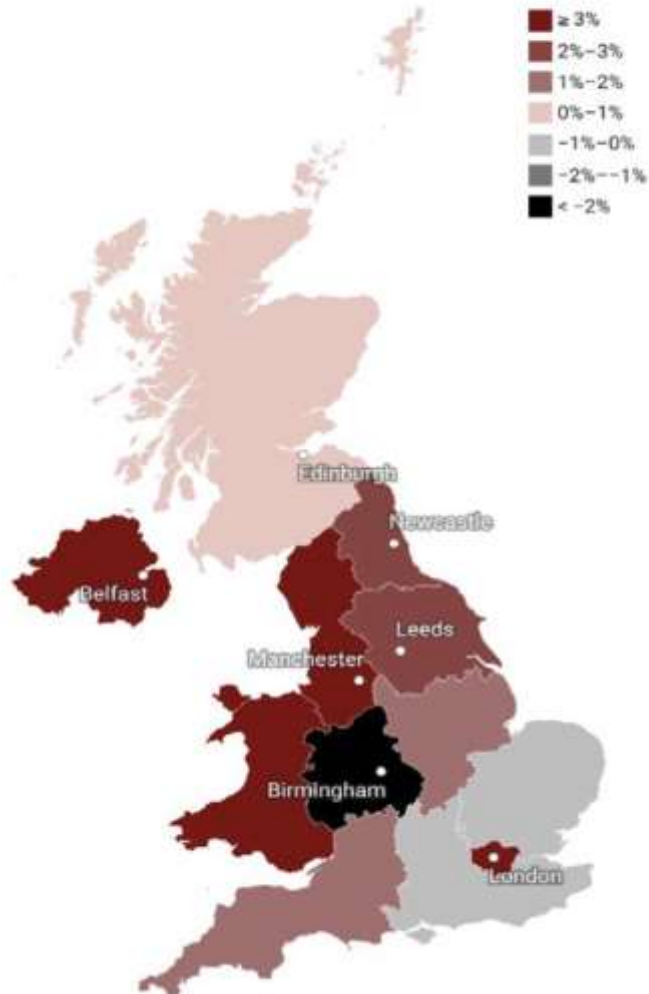 ≥ 3%
2%–3%
1%–2%
0%–1%
−1%–0%
−2%–−1%
< −2%
Edinburgh
Newcastle
Belfast
Leeds
Manchester
Birmingham
London